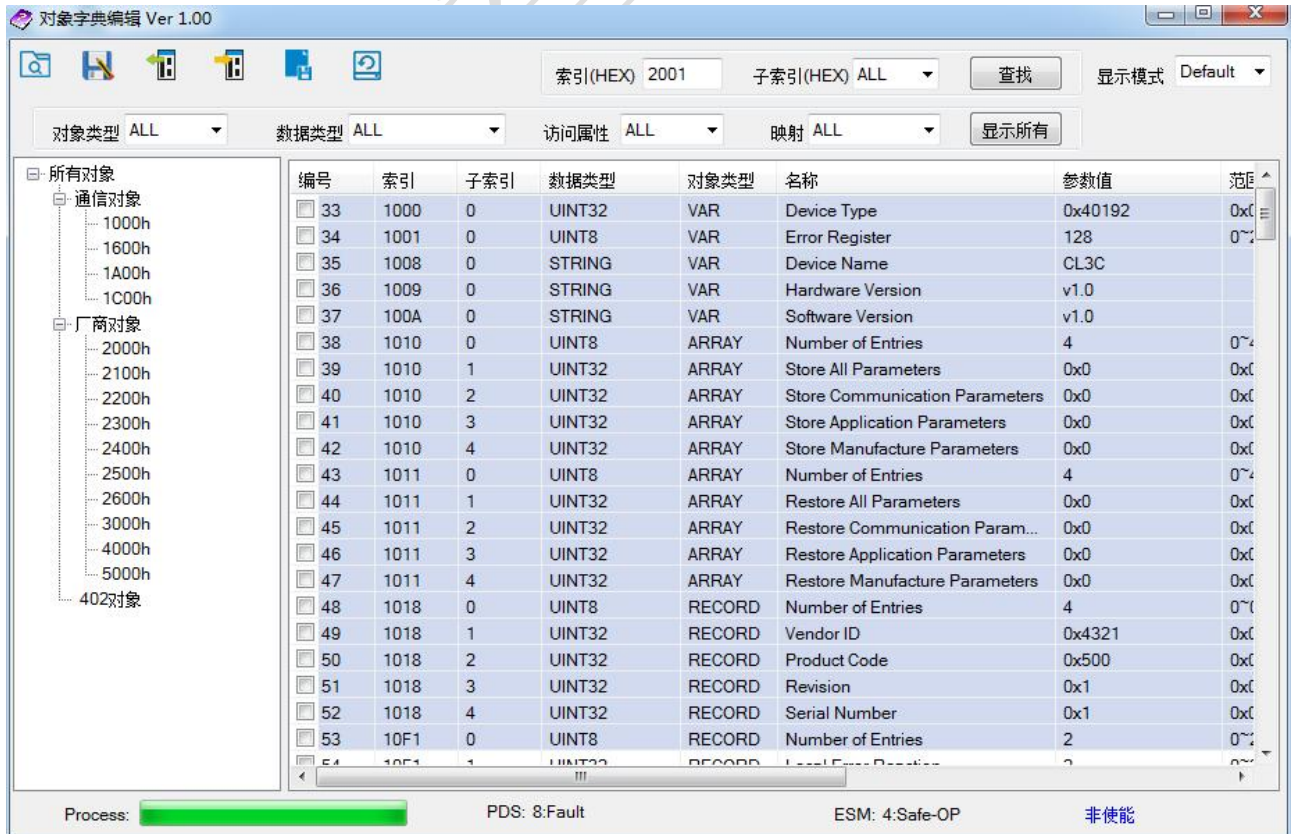 对象字典编辑 Ver 1.00
索引(HEX) 2001 子索引(HEX) ALL 查找 显示模式 Default
对象类型 ALL 数据类型 ALL 访问属性 ALL 映射 ALL 显示所有
所有对象
通信对象
1000h
1600h
1A00h
1C00h
厂商对象
2000h
2100h
2200h
2300h
2400h
2500h
2600h
3000h
4000h
5000h
402对象
编号 索引 子索引 数据类型 对象类型 名称 参数值
33 1000 0 UINT32 VAR Device Type 0x40192
34 1001 0 UINT8 VAR Error Register 128
35 1008 0 STRING VAR Device Name CL3C
36 1009 0 STRING VAR Hardware Version v1.0
37 100A 0 STRING VAR Software Version v1.0
38 1010 0 UINT8 ARRAY Number of Entries 4
39 1010 1 UINT32 ARRAY Store All Parameters 0x0
40 1010 2 UINT32 ARRAY Store Communication Parameters 0x0
41 1010 3 UINT32 ARRAY Store Application Parameters 0x0
42 1010 4 UINT32 ARRAY Store Manufacture Parameters 0x0
43 1011 0 UINT8 ARRAY Number of Entries 4
44 1011 1 UINT32 ARRAY Restore All Parameters 0x0
45 1011 2 UINT32 ARRAY Restore Communication Param... 0x0
46 1011 3 UINT32 ARRAY Restore Application Parameters 0x0
47 1011 4 UINT32 ARRAY Restore Manufacture Parameters 0x0
48 1018 0 UINT8 RECORD Number of Entries 4
49 1018 1 UINT32 RECORD Vendor ID 0x4321
50 1018 2 UINT32 RECORD Product Code 0x500
51 1018 3 UINT32 RECORD Revision 0x1
52 1018 4 UINT32 RECORD Serial Number 0x1
53 10F1 0 UINT8 RECORD Number of Entries 2
Process: PDS: 8:Fault ESM: 4:Safe-OP 非使能